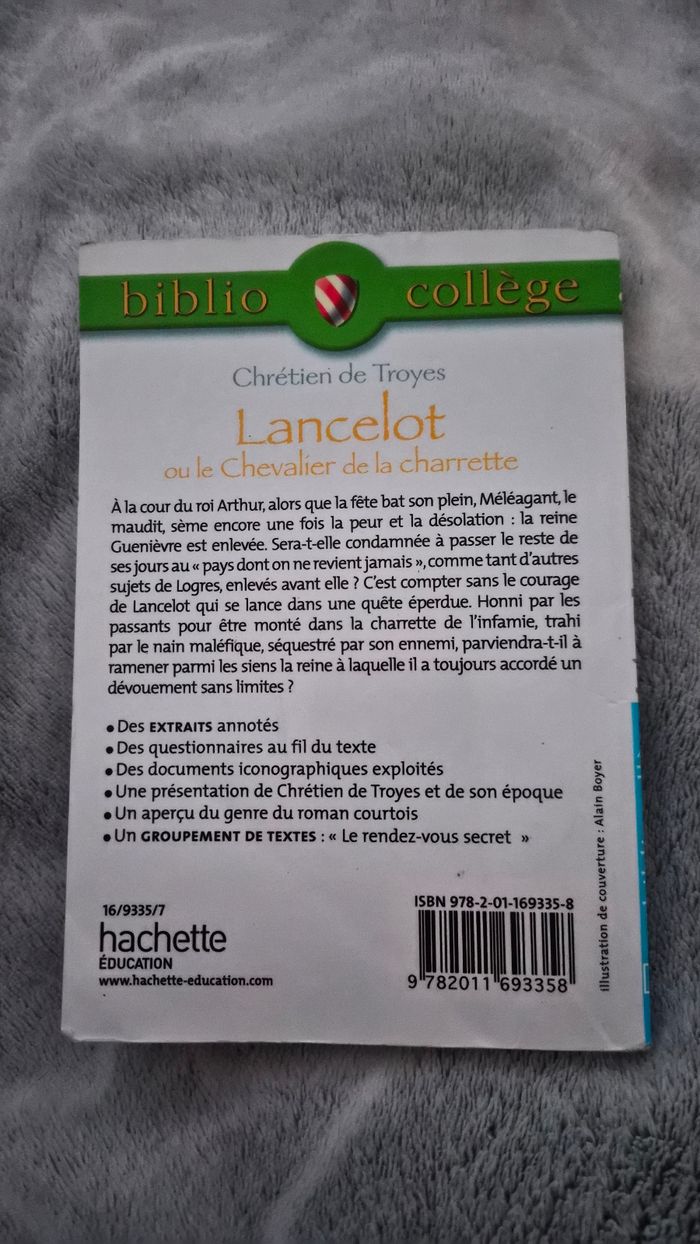 biblio collège
Chrétien de Troyes
Lancelot
ou le Chevalier de la charrette
À la cour du roi Arthur, alors que la fête bat son plein, Méléagant, le
maudit, sème encore une fois la peur et la désolation : la reine
Guenièvre est enlevée. Sera-t-elle condamnée à passer le reste de
ses jours au « pays dont on ne revient jamais », comme tant d'autres
sujets de Logres, enlevés avant elle ? C'est compter sans le courage
de Lancelot qui se lance dans une quête éperdue. Honni par les
passants pour être monté dans la charrette de l'infamie, trahi
par le nain maléfique, séquestré par son ennemi, parviendra-t-il à
ramener parmi les siens la reine à laquelle il a toujours accordé un
dévouement sans limites ?
• Des EXTRAITS annotés
• Des questionnaires au fil du texte
• Des documents iconographiques exploités
• Une présentation de Chrétien de Troyes et de son époque
• Un aperçu du genre du roman courtois
• Un GROUPEMENT DE TEXTES : « Le rendez-vous secret »
illustration de couverture : Alain Boyer
16/9335/7
hachette
ÉDUCATION
www.hachette-education.com
ISBN 978-2-01-169335-8
9 782011 693358